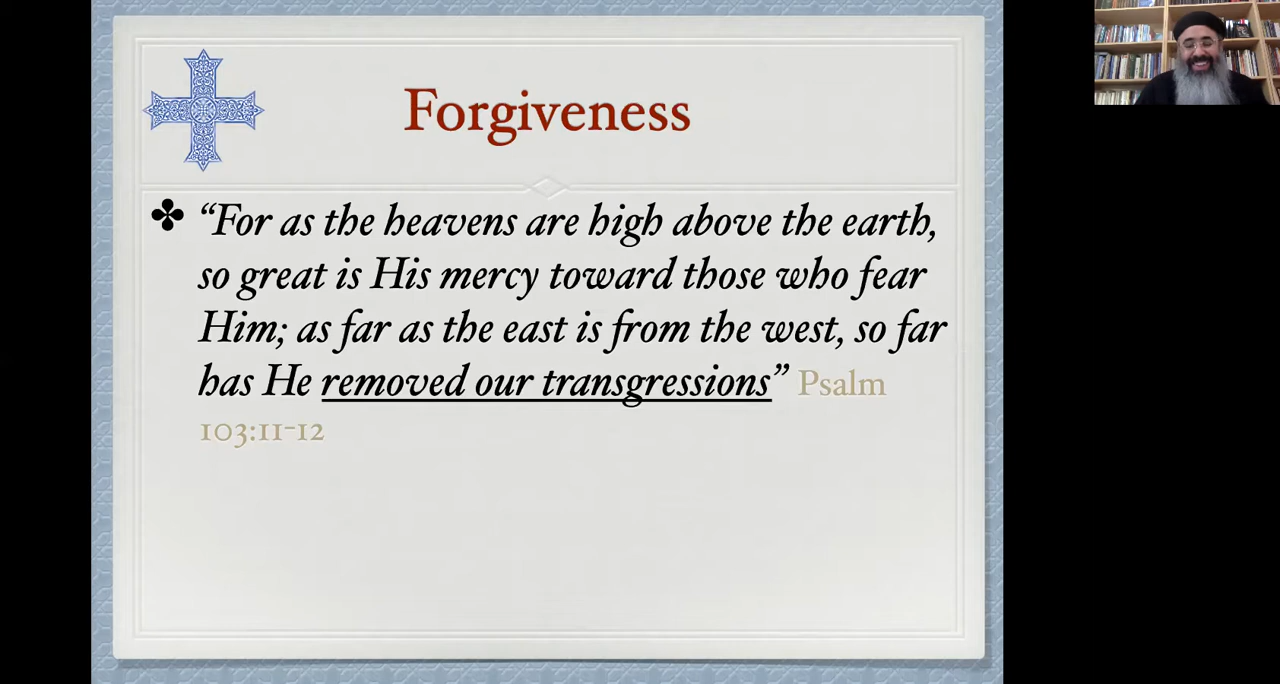 Forgiveness
“For as the heavens are high above the earth,
so great is His mercy toward those who fear
Him; as far as the east is from the west, so far
has He removed our transgressions” Psalm
103:11-12